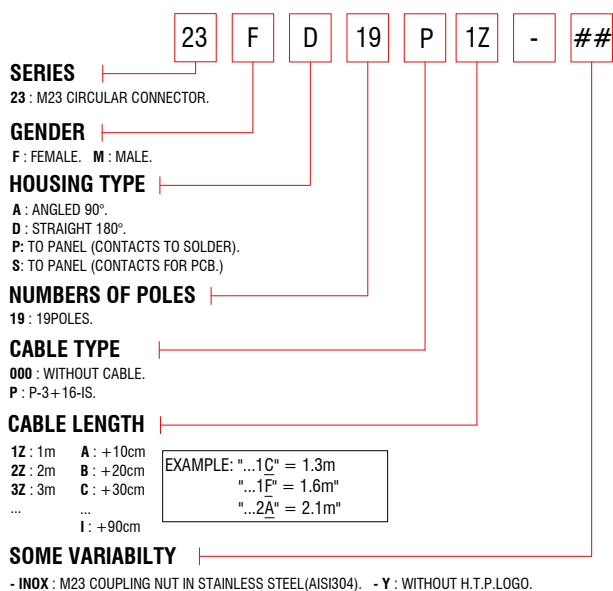 23 F D 19 P 1Z - ##
SERIES
23 : M23 CIRCULAR CONNECTOR.
GENDER
F : FEMALE. M : MALE.
HOUSING TYPE
A : ANGLED 90°.
D : STRAIGHT 180°.
P: TO PANEL (CONTACTS TO SOLDER).
S: TO PANEL (CONTACTS FOR PCB.)
NUMBERS OF POLES
19 : 19POLES.
CABLE TYPE
000 : WITHOUT CABLE.
P : P-3+16-IS.
CABLE LENGTH
1Z : 1m A : +10cm
2Z : 2m B : +20cm
3Z : 3m C : +30cm
... ...
I : +90cm
EXAMPLE: "...1C" = 1.3m
"...1F" = 1.6m"
"...2A" = 2.1m"
SOME VARIABILTY
- INOX : M23 COUPLING NUT IN STAINLESS STEEL(AISI304). - Y : WITHOUT H.T.P.LOGO.